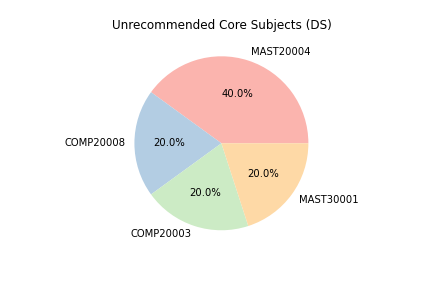 Unrecommended Core Subjects (DS)
MAST20004
40.0%
COMP20008
20.0%
20.0%
COMP20003
20.0%
MAST30001